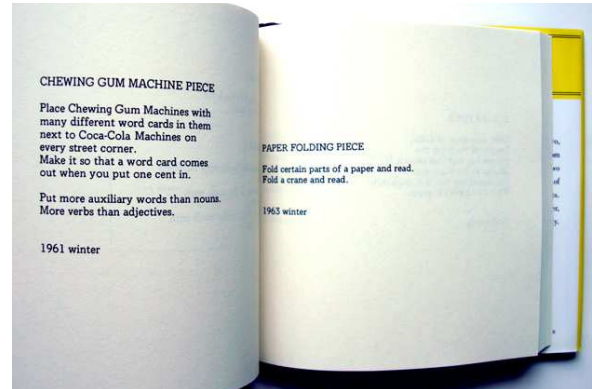 CHEWING GUM MACHINE PIECE
Place Chewing Gum Machines with
many different word cards in them
next to Coca-Cola Machines on
every street corner.
Make it so that a word card comes
out when you put one cent in.
Put more auxiliary words than nouns.
More verbs than adjectives.
1961 winter
PAPER FOLDING PIECE
Fold certain parts of a paper and read.
Fold a crane and read.
1963 winter
of